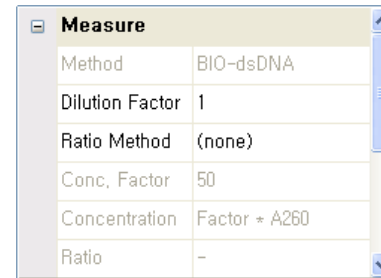 Measure
Method BIO-dsDNA
Dilution Factor 1
Ratio Method (none)
Conc. Factor 50
Concentration Factor * A260
Ratio -